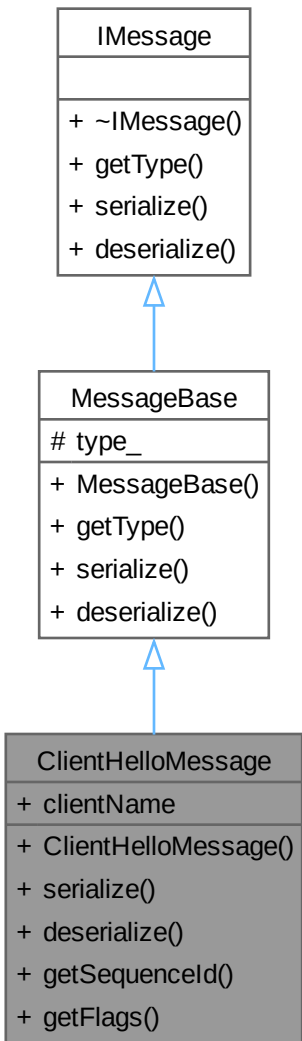 IMessage
+ ~IMessage()
+ getType()
+ serialize()
+ deserialize()
MessageBase
# type_
+ MessageBase()
+ getType()
+ serialize()
+ deserialize()
ClientHelloMessage
+ clientName
+ ClientHelloMessage()
+ serialize()
+ deserialize()
+ getSequenceId()
+ getFlags()